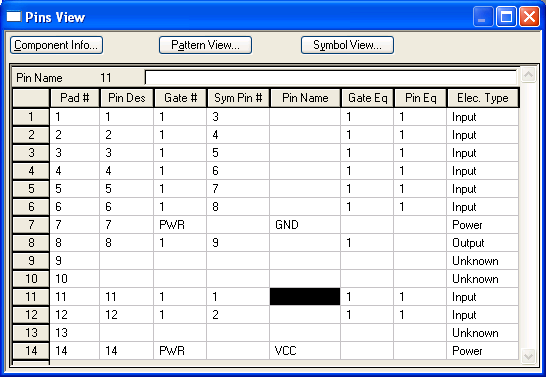 Pins View
Component Info... Pattern View... Symbol View...
Pin Name 11
Pad # Pin Des Gate # Sym Pin # Pin Name Gate Eq Pin Eq Elec. Type
1 1 1 1 3 1 1 Input
2 2 2 1 4 1 1 Input
3 3 3 1 5 1 1 Input
4 4 4 1 6 1 1 Input
5 5 5 1 7 1 1 Input
6 6 6 1 8 1 1 Input
7 7 7 PWR GND Power
8 8 8 1 9 1 Output
9 9 Unknown
10 10 Unknown
11 11 11 1 1 1 1 Input
12 12 12 1 2 1 1 Input
13 13 Unknown
14 14 14 PWR VCC Power